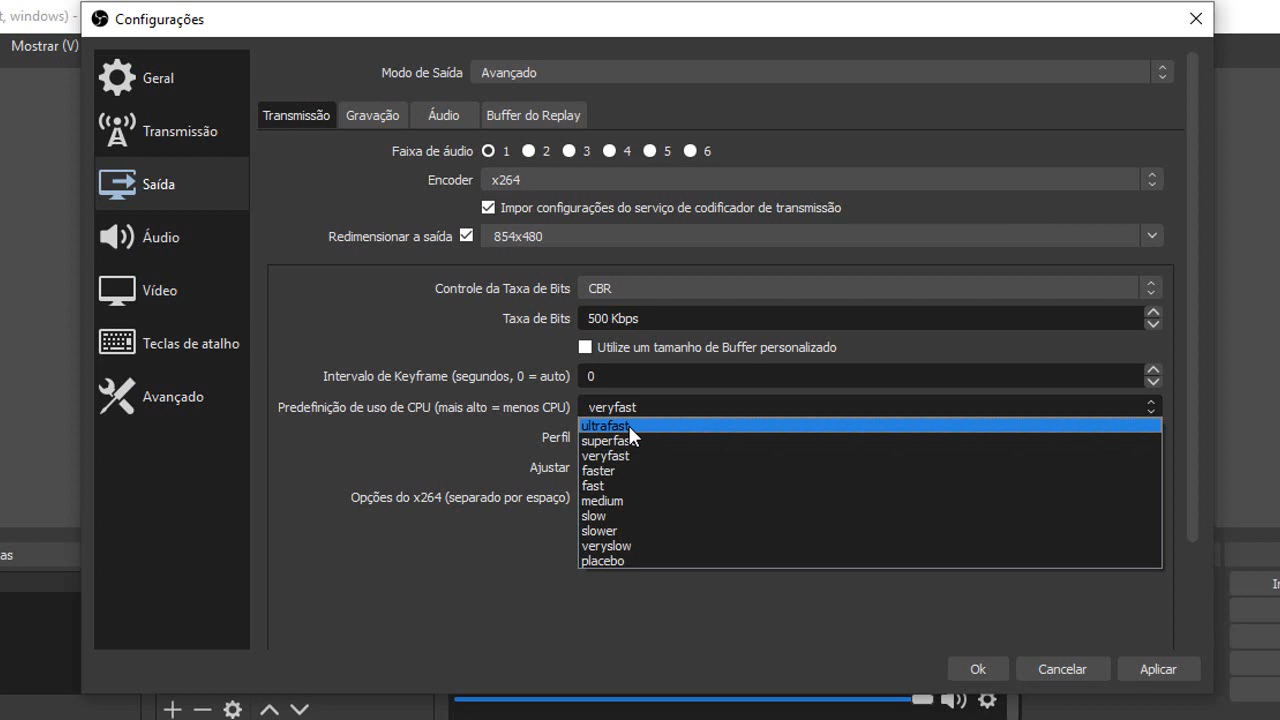 t, windows) -
Configurações
Mostrar (V)
Geral
Transmissão
Saída
Áudio
Vídeo
Teclas de atalho
Avançado
Modo de Saída Avançado
Transmissão Gravação Áudio Buffer do Replay
Faixa de áudio 1 2 3 4 5 6
Encoder x264
Impor configurações do serviço de codificador de transmissão
Redimensionar a saída 854x480
Controle da Taxa de Bits CBR
Taxa de Bits 500 Kbps
Utilize um tamanho de Buffer personalizado
Intervalo de Keyframe (segundos, 0 = auto) 0
Predefinição de uso de CPU (mais alto = menos CPU) veryfast
ultrafast
Perfil
superfast
veryfast
Ajustar
faster
fast
Opções do x264 (separado por espaço)
medium
slow
slower
veryslow
placebo
as
In
Ok Cancelar Aplicar